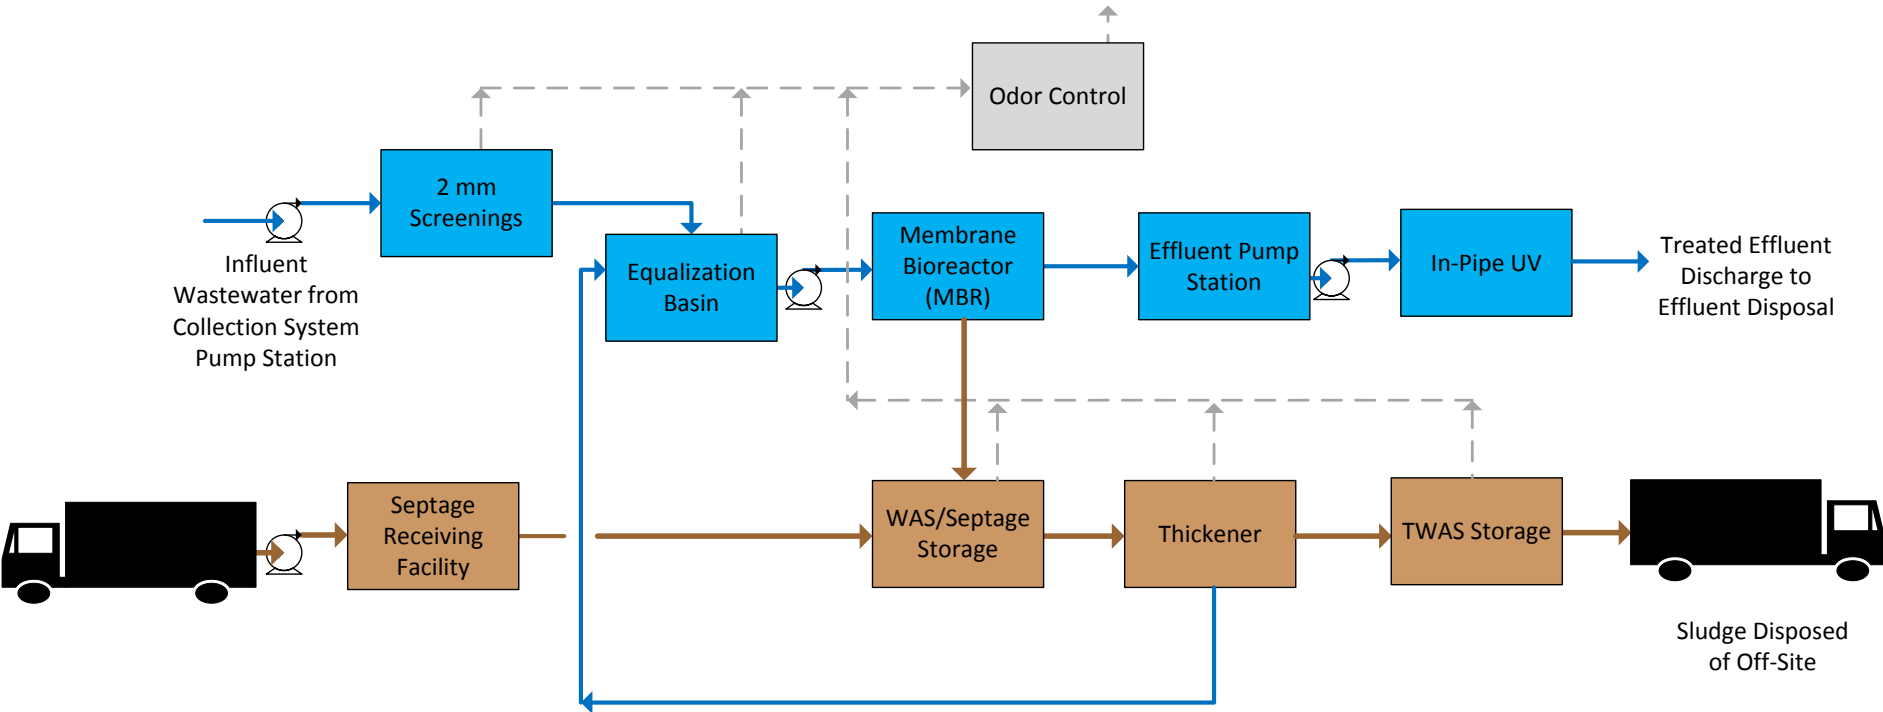 Odor Control
2 mm
Screenings
Influent
Wastewater from
Collection System
Pump Station
Equalization
Basin
Membrane
Bioreactor
(MBR)
Effluent Pump
Station
In-Pipe UV
Treated Effluent
Discharge to
Effluent Disposal
Septage
Receiving
Facility
WAS/Septage
Storage
Thickener
TWAS Storage
Sludge Disposed
of Off-Site